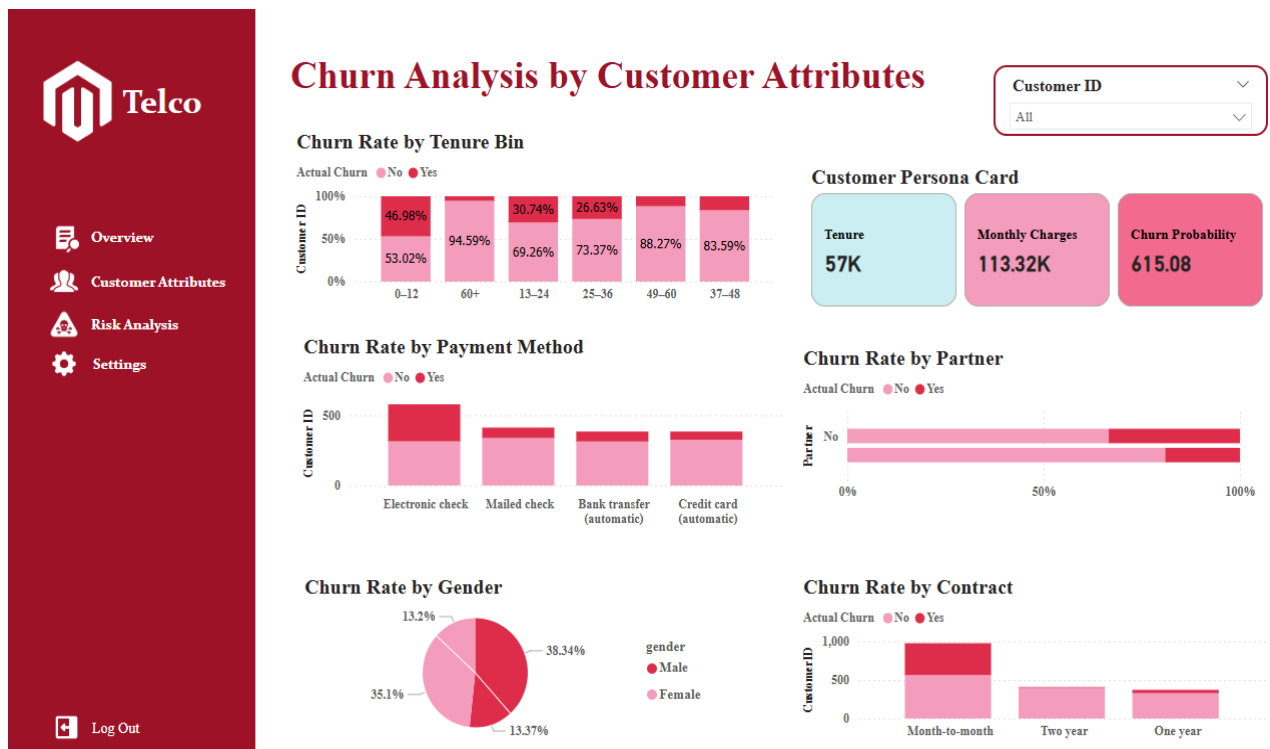 Telco
Overview
Customer Attributes
Risk Analysis
Settings
Log Out
Churn Analysis by Customer Attributes
Customer ID
All
Churn Rate by Tenure Bin
Actual Churn No Yes
Customer ID
100%
50%
0%
46.98%
53.02%
94.59%
30.74%
69.26%
26.63%
73.37%
88.27%
83.59%
0–12 60+ 13–24 25–36 49–60 37–48
Customer Persona Card
Tenure
57K
Monthly Charges
113.32K
Churn Probability
615.08
Churn Rate by Payment Method
Actual Churn No Yes
Customer ID
500
0
Electronic check
Mailed check
Bank transfer
(automatic)
Credit card
(automatic)
Churn Rate by Partner
Actual Churn No Yes
Partner
No
0% 50% 100%
Churn Rate by Gender
13.2%
38.34%
35.1%
13.37%
gender
Male
Female
Churn Rate by Contract
Actual Churn No Yes
CustomerID
1,000
500
0
Month-to-month Two year One year